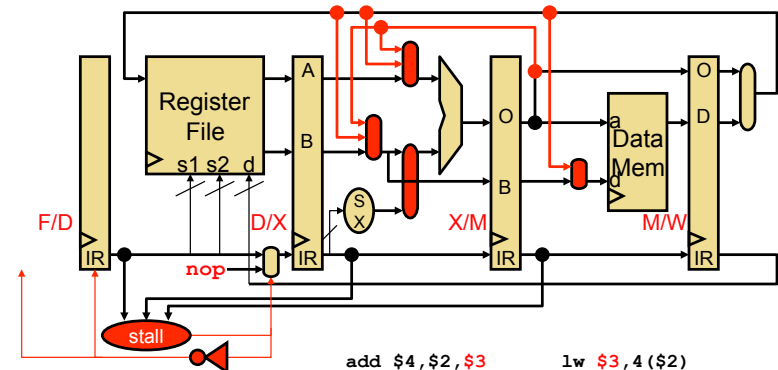 A
O
O
Register
File
B
a
Data
Mem
D
s1 s2 d
S
X
B
d
F/D
D/X
X/M
M/W
IR
IR
IR
IR
nop
stall
add $4,$2,$3
lw $3,4($2)